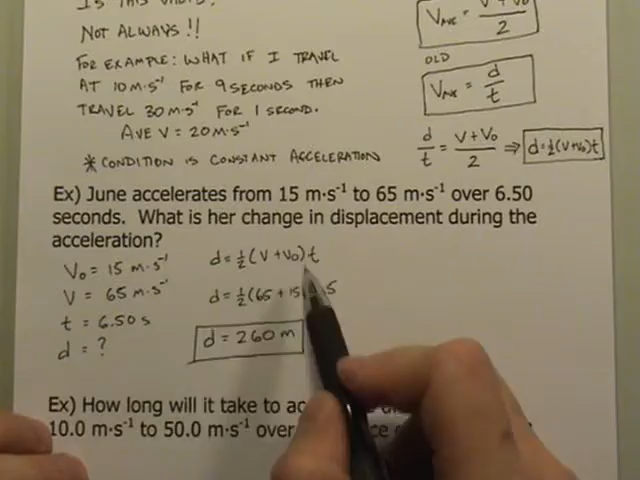 NOT ALWAYS !!
FOR EXAMPLE: WHAT IF I TRAVEL
AT 10 M·S⁻¹ FOR 9 SECONDS THEN
TRAVEL 30 M·S⁻¹ FOR 1 SECOND.
AVE V = 20 M·S⁻¹
*CONDITION IS CONSTANT ACCELERATION
V_AVE = V + V₀ / 2
OLD
V_AVE = d / t
d / t = V + V₀ / 2 ⇒ d = ½(V+V₀)t
Ex) June accelerates from 15 m·s⁻¹ to 65 m·s⁻¹ over 6.50
seconds. What is her change in displacement during the
acceleration?
V₀ = 15 m·s⁻¹
V = 65 m·s⁻¹
t = 6.50 s
d = ?
d = ½(V + V₀)t
d = ½(65 + 15
d = 260 m
Ex) How long will it take to
10.0 m·s⁻¹ to 50.0 m·s⁻¹ over